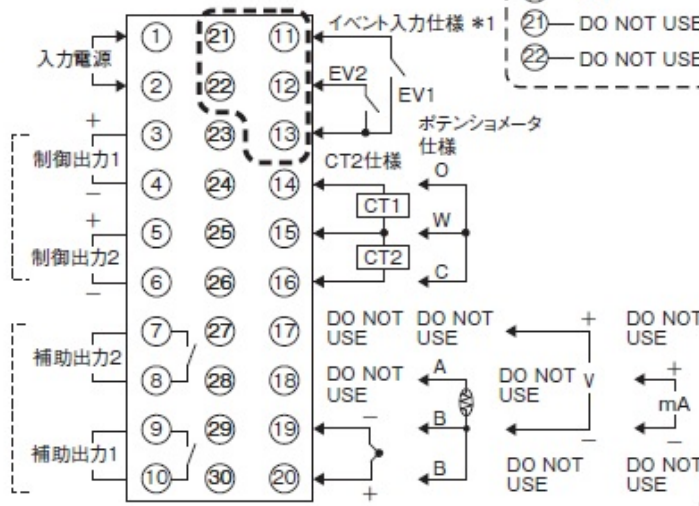 入力電源
+
制御出力1
−
+
制御出力2
−
補助出力2
補助出力1
1 21 11
2 22 12
3 23 13
4 24 14
5 25 15
6 26 16
7 27 17
8 28 18
9 29 19
10 30 20
イベント入力仕様 *1
EV2
EV1
21 DO NOT USE
22 DO NOT USE
ポテンショメータ
仕様
CT2仕様
CT1
CT2
O
W
C
DO NOT
USE
DO NOT
USE
DO NOT
USE
A
B
B
−
+
+
DO NOT
USE
V
−
DO NOT
USE
DO NOT
+
mA
−
DO NOT
USE